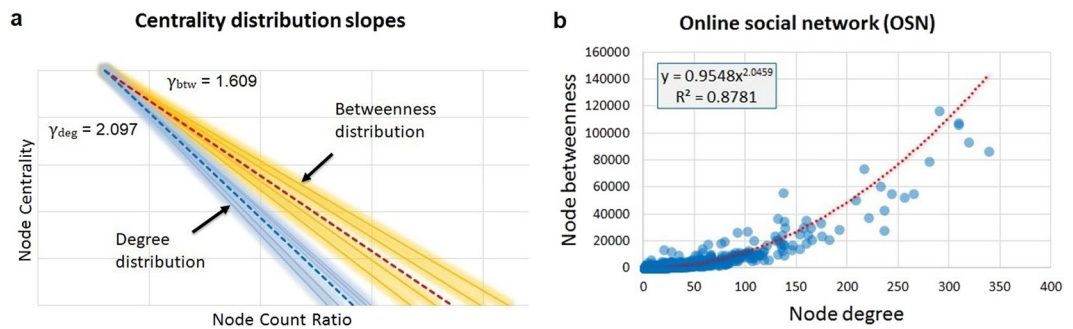 a
Centrality distribution slopes
γbtw = 1.609
γdeg = 2.097
Betweenness
distribution
Degree
distribution
Node Centrality
Node Count Ratio
b
Online social network (OSN)
y = 0.9548x^2.0459
R² = 0.8781
Node betweenness
160000
140000
120000
100000
80000
60000
40000
20000
0
0 50 100 150 200 250 300 350 400
Node degree